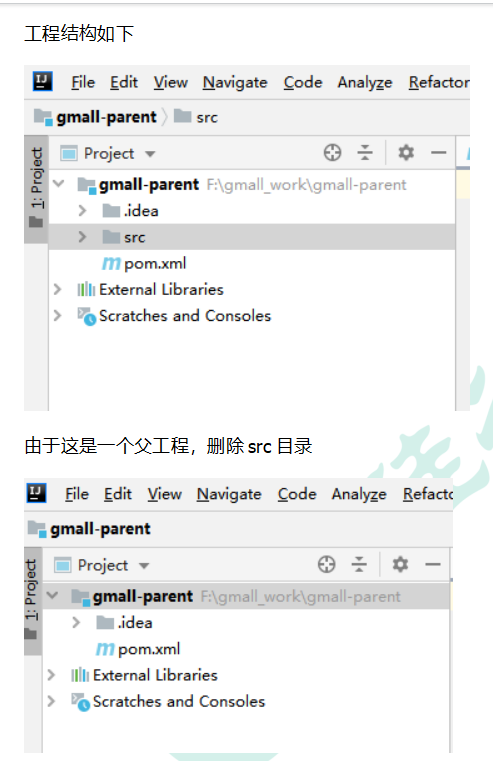 工程结构如下
File Edit View Navigate Code Analyze Refactor
gmall-parent src
1: Project
Project
gmall-parent F:\gmall_work\gmall-parent
.idea
src
pom.xml
External Libraries
Scratches and Consoles
由于这是一个父工程，删除 src 目录
File Edit View Navigate Code Analyze Refacto
gmall-parent
1: Project
Project
gmall-parent F:\gmall_work\gmall-parent
.idea
pom.xml
External Libraries
Scratches and Consoles